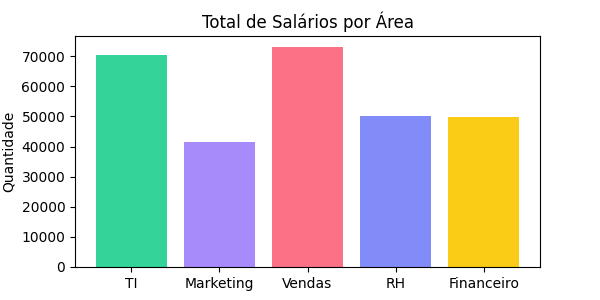 Total de Salários por Área
Quantidade
70000
60000
50000
40000
30000
20000
10000
0
TI Marketing Vendas RH Financeiro